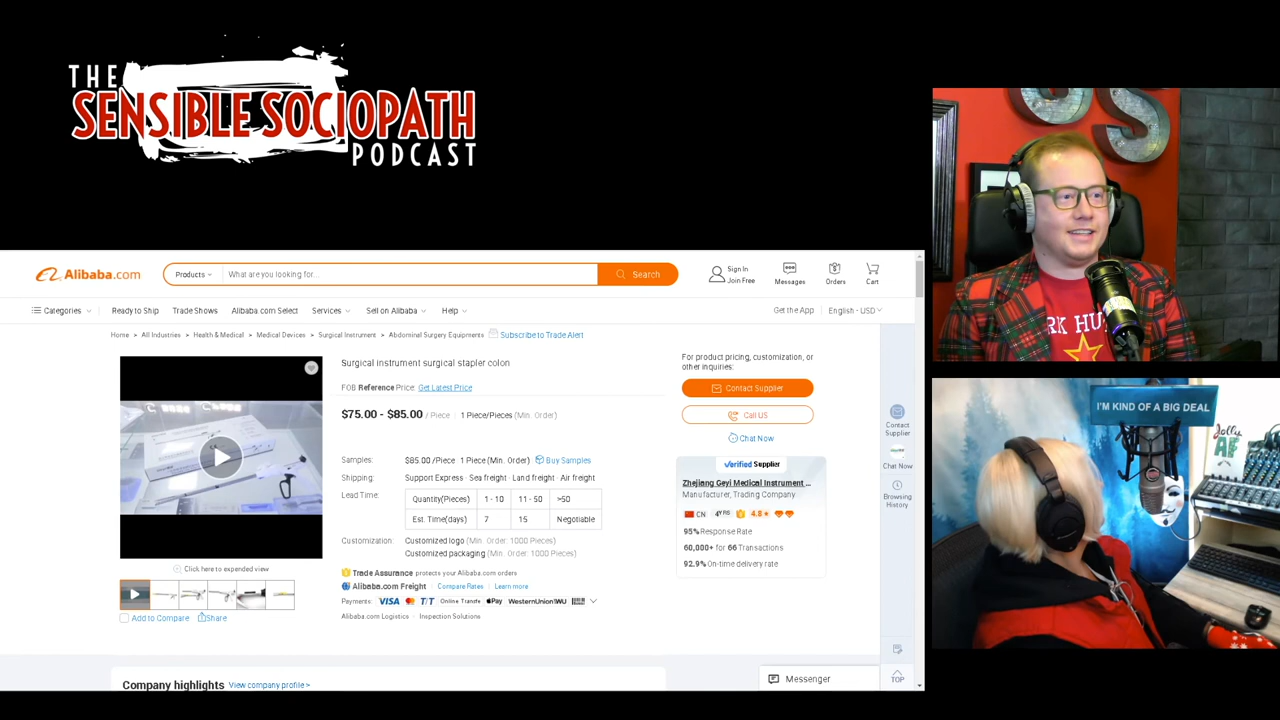 THE
SENSIBLE SOCIOPATH
PODCAST
Alibaba.com
Products
What are you looking for...
Search
Sign In
Join Free
Messages
Orders
Cart
Categories
Ready to Ship
Trade Shows
Alibaba.com Select
Services
Sell on Alibaba
Help
Get the App
English - USD
Home > All Industries > Health & Medical > Medical Devices > Surgical Instrument > Abdominal Surgery Equipments
Subscribe to Trade Alert
Surgical instrument surgical stapler colon
FOB Reference Price: Get Latest Price
$75.00 - $85.00 / Piece | 1 Piece/Pieces (Min. Order)
Samples: $85.00 /Piece | 1 Piece (Min. Order) | Buy Samples
Shipping: Support Express · Sea freight · Land freight · Air freight
Lead Time:
Quantity(Pieces) 1 - 10 11 - 50 >50
Est. Time(days) 7 15 Negotiable
Customization: Customized logo (Min. Order: 1000 Pieces)
Customized packaging (Min. Order: 1000 Pieces)
Trade Assurance protects your Alibaba.com orders
Alibaba.com Freight | Compare Rates | Learn more
Payments: VISA T/T Online Transfer Pay WesternUnion WU
Alibaba.com Logistics · Inspection Solutions
Click here to expended view
Add to Compare
Share
For product pricing, customization, or
other inquiries:
Contact Supplier
Call US
Chat Now
Verified Supplier
Zhejiang Geyi Medical Instrument ...
Manufacturer, Trading Company
CN 4YRS 4.8
95% Response Rate
60,000+ for 66 Transactions
92.9% On-time delivery rate
Contact
Supplier
Chat Now
Browsing
History
TOP
Company highlights View company profile >
Messenger
OS
RK HU
I'M KIND OF A BIG DEAL
Jolly
AF